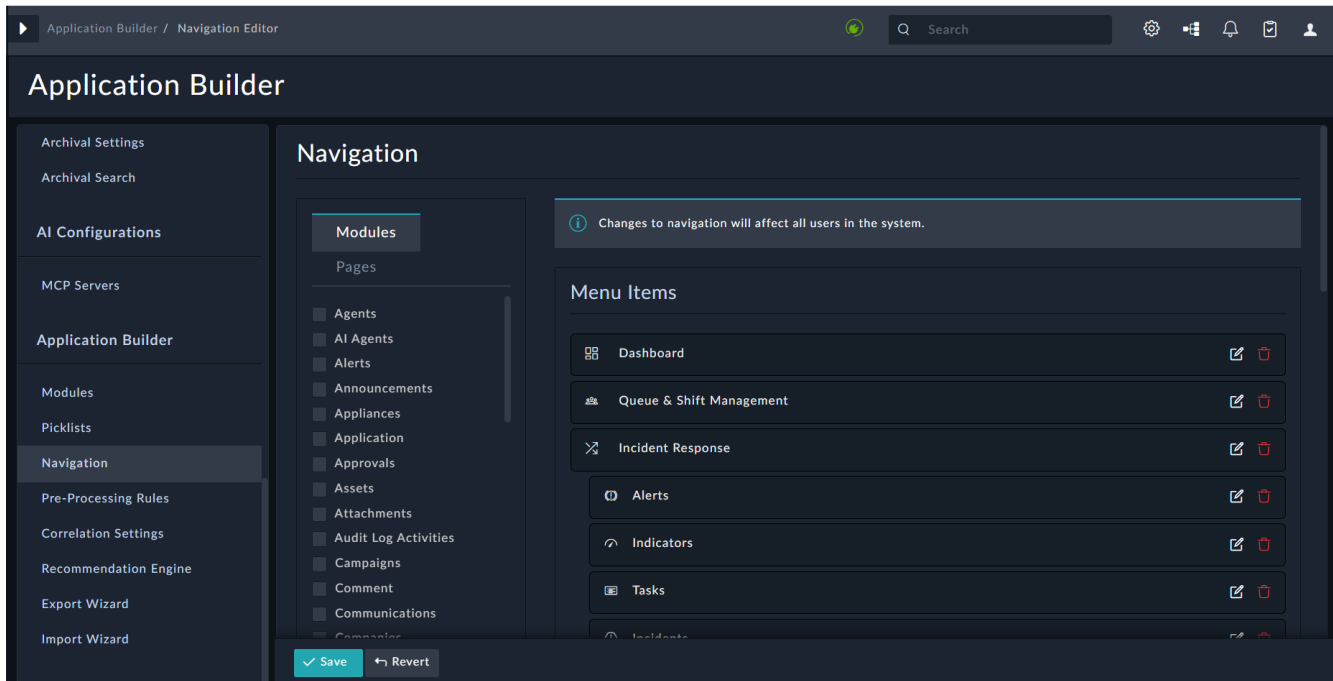 Application Builder / Navigation Editor
Search
Application Builder
Archival Settings
Archival Search
AI Configurations
MCP Servers
Application Builder
Modules
Picklists
Navigation
Pre-Processing Rules
Correlation Settings
Recommendation Engine
Export Wizard
Import Wizard
Navigation
Modules
Pages
Agents
AI Agents
Alerts
Announcements
Appliances
Application
Approvals
Assets
Attachments
Audit Log Activities
Campaigns
Comment
Communications
Companies
Changes to navigation will affect all users in the system.
Menu Items
Dashboard
Queue & Shift Management
Incident Response
Alerts
Indicators
Tasks
Incidents
Save
Revert